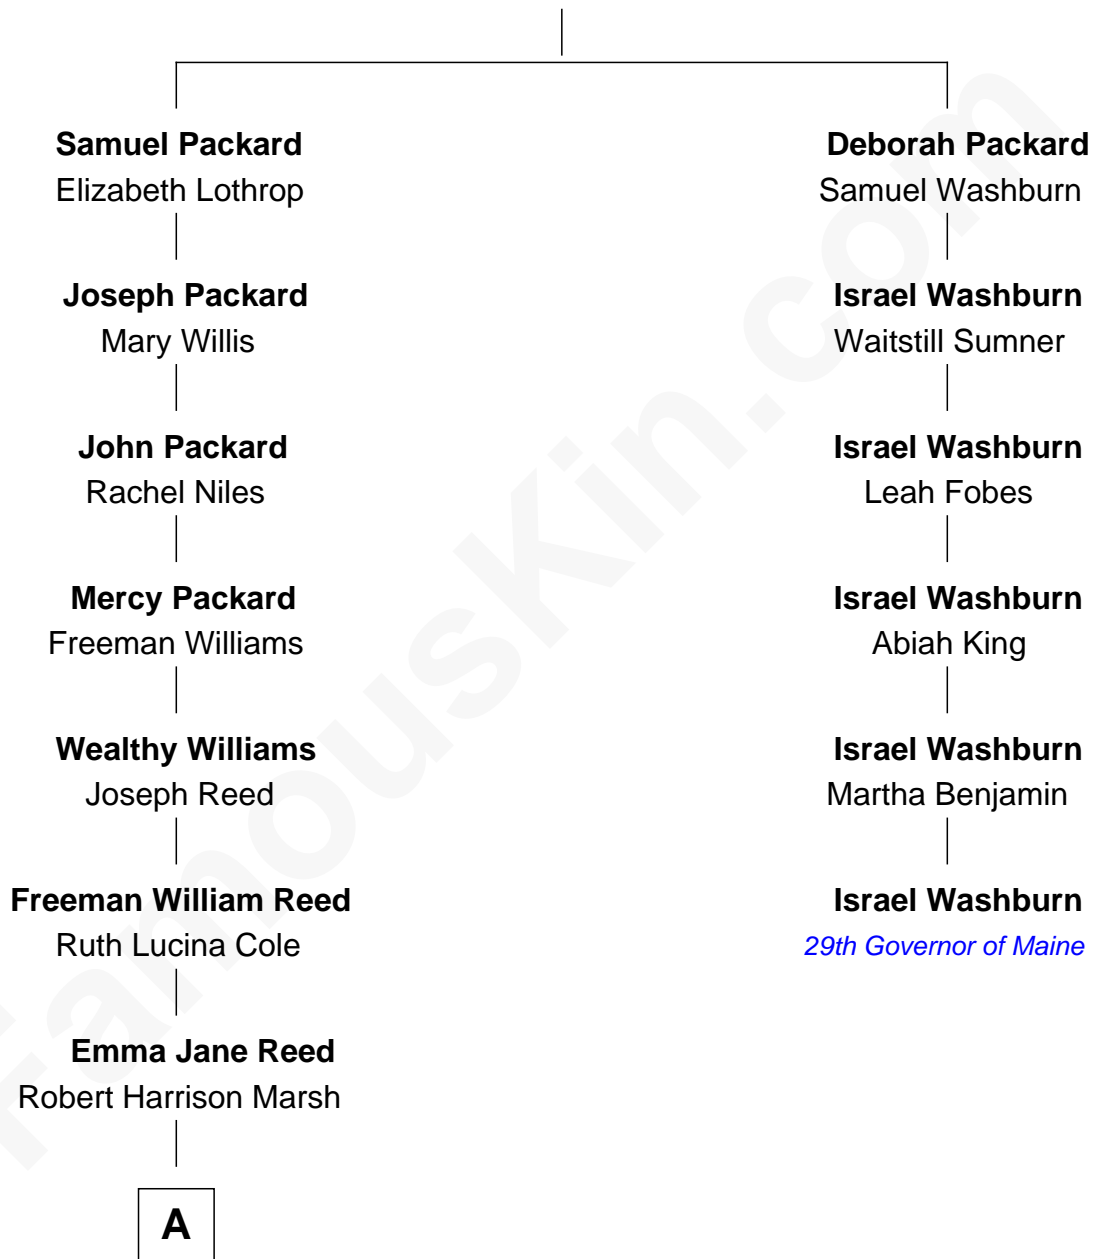 Samuel Packard
Elizabeth Lothrop
Deborah Packard
Samuel Washburn
Joseph Packard
Mary Willis
Israel Washburn
Waitstill Sumner
John Packard
Rachel Niles
Israel Washburn
Leah Fobes
Mercy Packard
Freeman Williams
Israel Washburn
Abiah King
Wealthy Williams
Joseph Reed
Israel Washburn
Martha Benjamin
Freeman William Reed
Ruth Lucina Cole
Israel Washburn
29th Governor of Maine
Emma Jane Reed
Robert Harrison Marsh
A
FamousKin.com